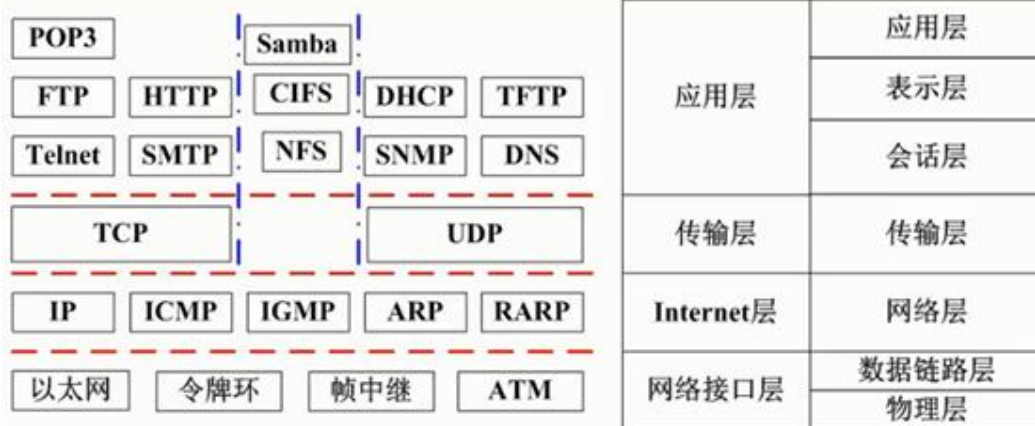 POP3 Samba 应用层
FTP HTTP CIFS DHCP TFTP 应用层 表示层
Telnet SMTP NFS SNMP DNS 会话层
TCP UDP 传输层 传输层
IP ICMP IGMP ARP RARP Internet层 网络层
以太网 令牌环 帧中继 ATM 网络接口层 数据链路层
物理层